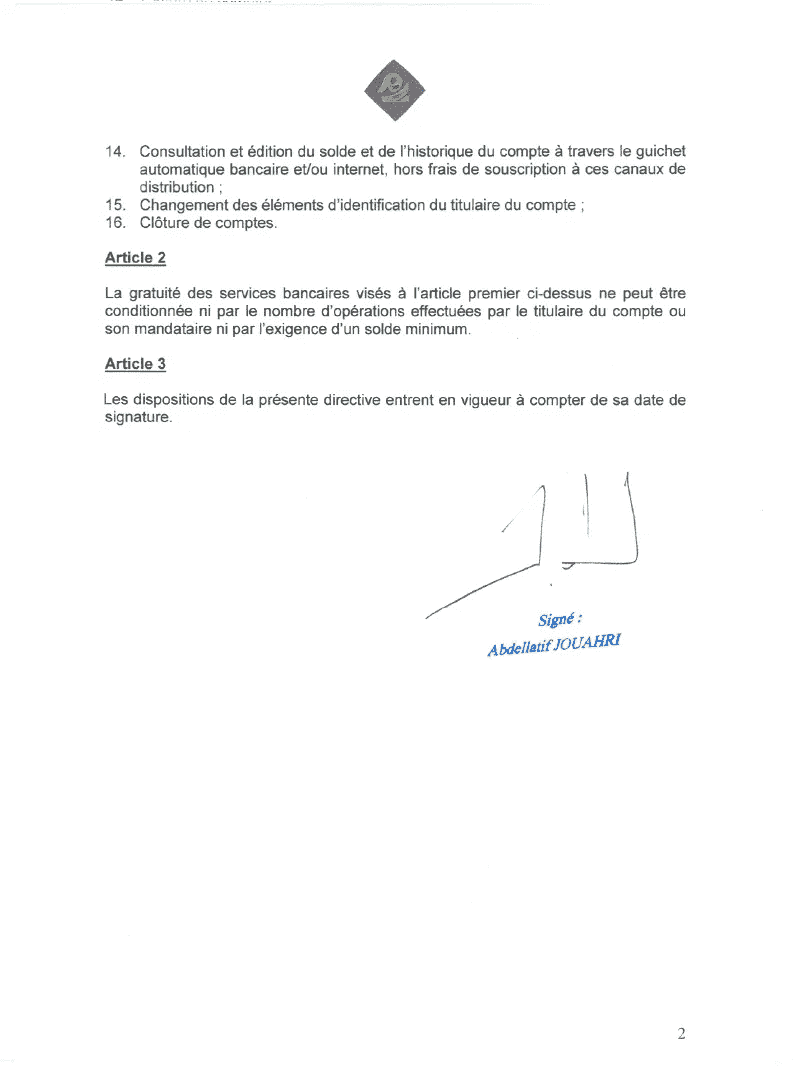 14. Consultation et édition du solde et de l'historique du compte à travers le guichet
automatique bancaire et/ou internet, hors frais de souscription à ces canaux de
distribution ;
15. Changement des éléments d'identification du titulaire du compte ;
16. Clôture de comptes.
Article 2
La gratuité des services bancaires visés à l'article premier ci-dessus ne peut être
conditionnée ni par le nombre d'opérations effectuées par le titulaire du compte ou
son mandataire ni par l'exigence d'un solde minimum.
Article 3
Les dispositions de la présente directive entrent en vigueur à compter de sa date de
signature.
Signé :
Abdellatif JOUAHRI
2